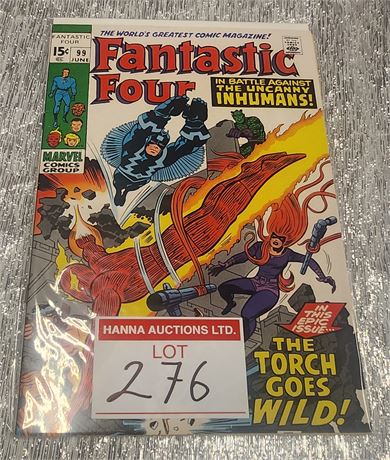 THE WORLD'S GREATEST COMIC MAGAZINE!
FANTASTIC
FOUR
15¢
99
JUNE
Fantastic
Four
IN BATTLE AGAINST
THE UNCANNY
INHUMANS!
MARVEL
COMICS
GROUP
IN
THIS
EPIC
ISSUE...
THE
TORCH
GOES
WILD!
HANNA AUCTIONS LTD.
LOT
276